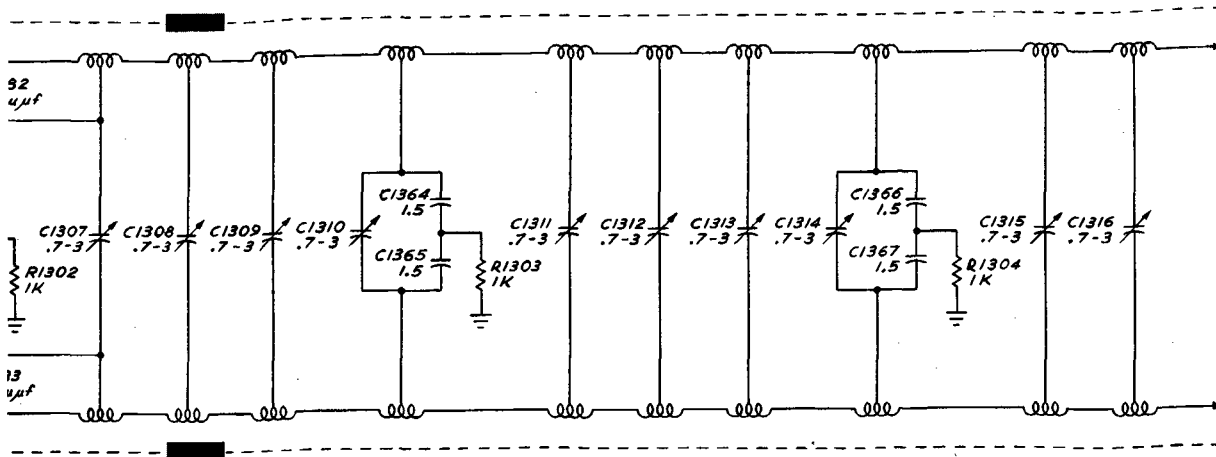 32
µµf
C1307
.7-3
C1308
.7-3
C1309
.7-3
C1310
.7-3
C1364
1.5
C1365
1.5
R1302
1K
R1303
1K
C1311
.7-3
C1312
.7-3
C1313
.7-3
C1314
.7-3
C1366
1.5
C1367
1.5
R1304
1K
C1315
.7-3
C1316
.7-3
33
µµf